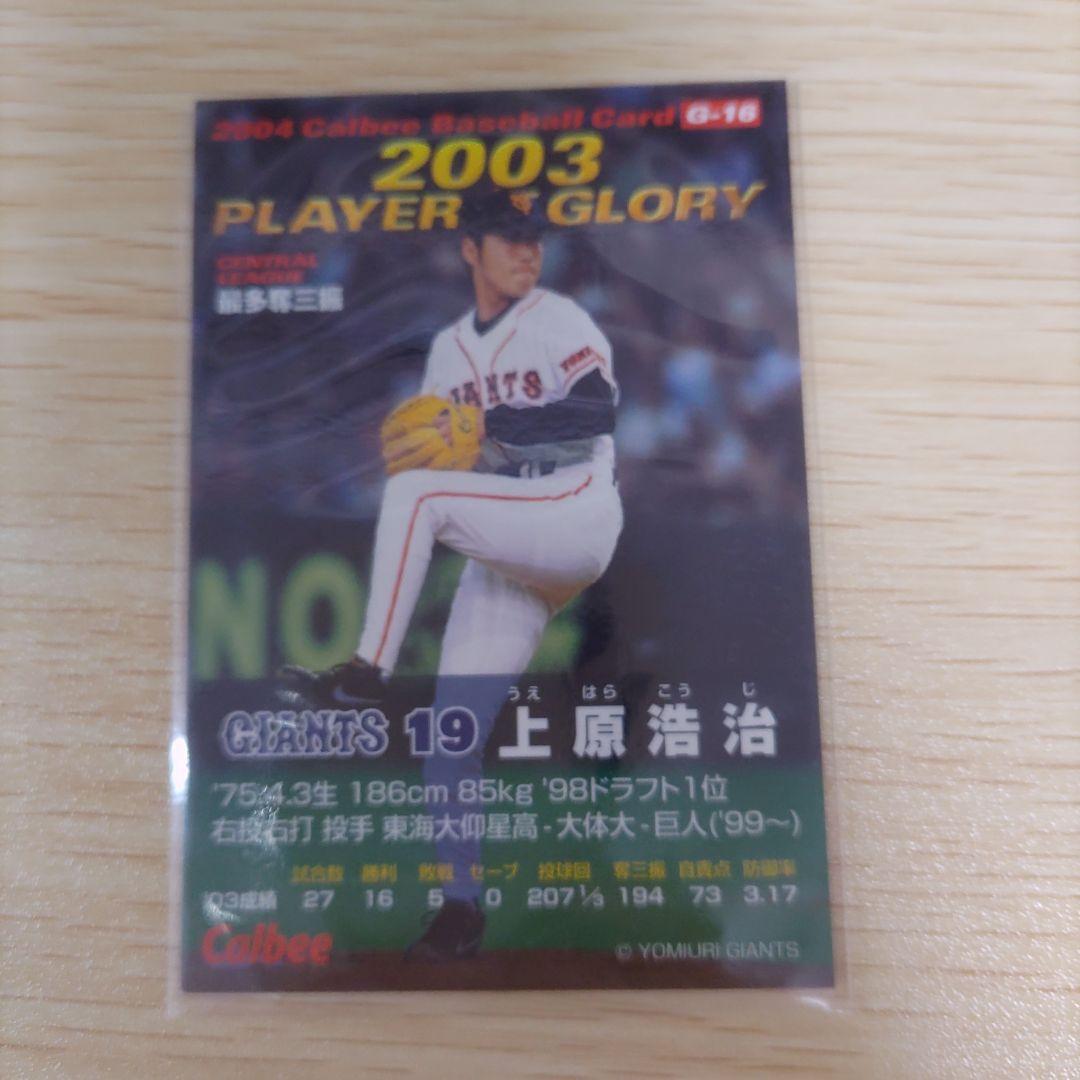 2004 Calbee Baseball Card G-16
2003
PLAYER GLORY
CENTRAL
LEAGUE
最多奪三振
YOMI
GIANTS
NO
うえ はら こう じ
GIANTS 19 上原浩治
'75.4.3生 186cm 85kg '98ドラフト1位
右投右打 投手 東海大仰星高-大体大-巨人('99〜)
試合数 勝利 敗戦 セーブ 投球回 奪三振 自責点 防御率
'03成績 27 16 5 0 207 1/3 194 73 3.17
Calbee
© YOMIURI GIANTS